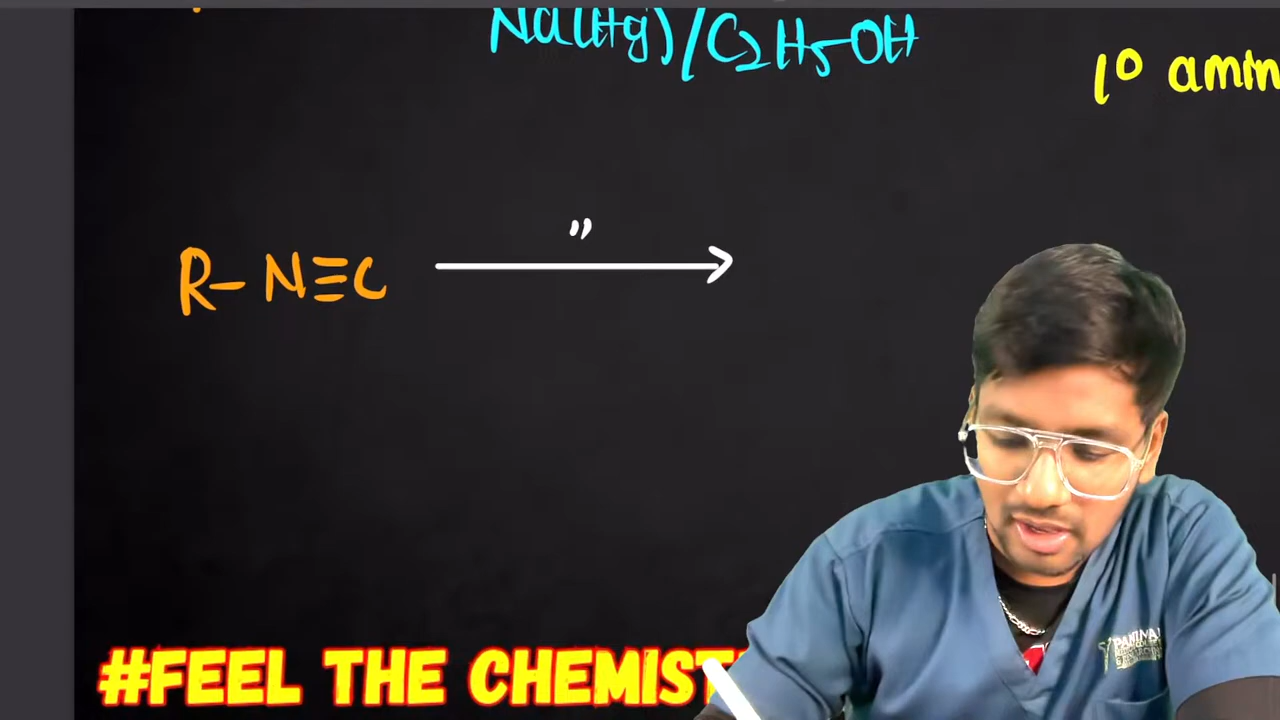 Na(Hg)/C2H5-OH
1° amin
R-N≡C
"
#FEEL THE CHEMIST